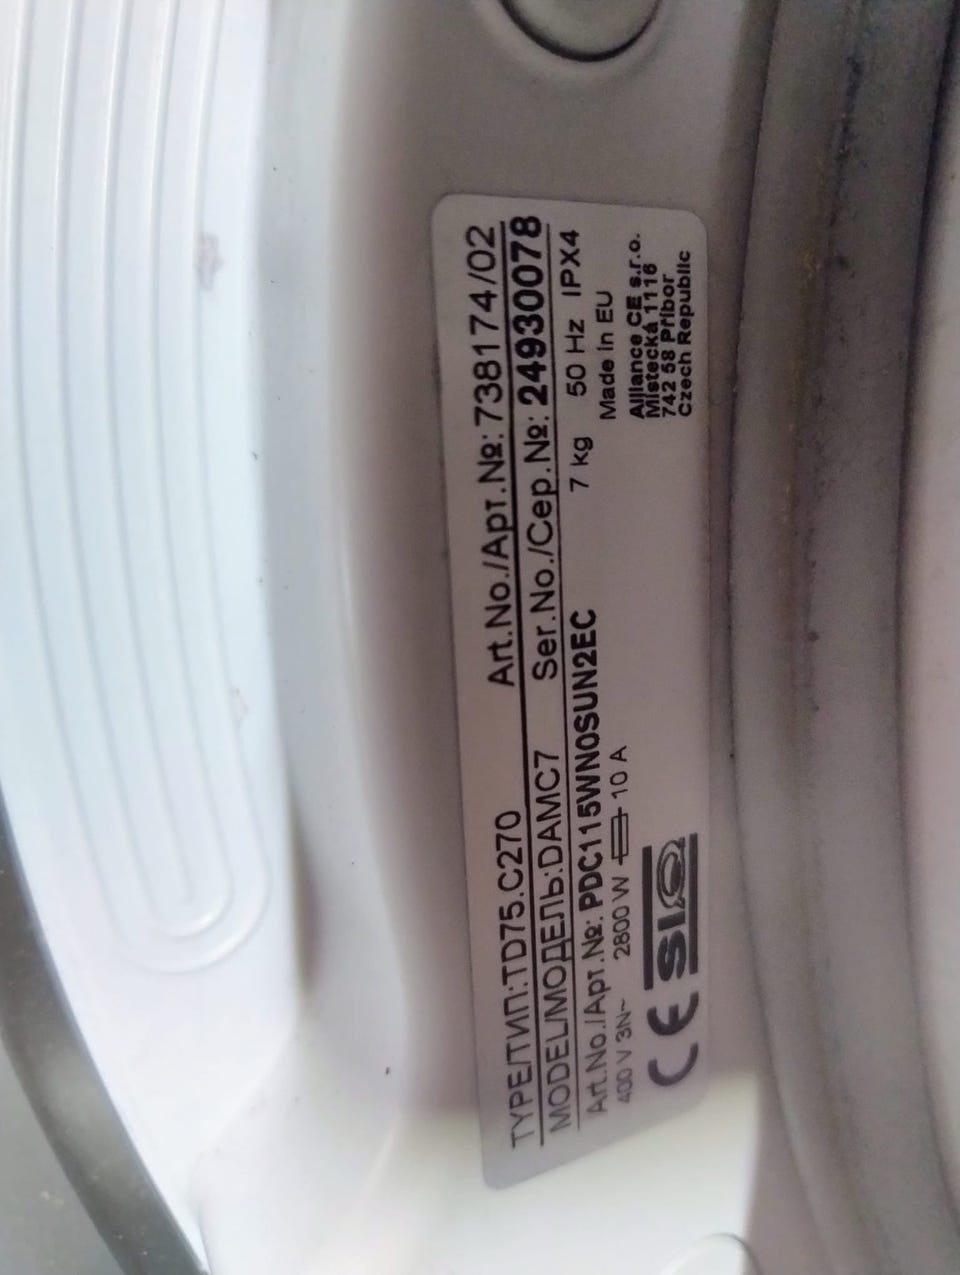 TYPE/ТИП:TD75.C270 Art.No./Арт.№: 738174/02
MODEL/МОДЕЛЬ:DAMC7 Ser.No./Сер.№: 24930078
Art.No./Арт.№: PDC115WN0SUN2EC 7 kg 50 Hz IPX4
400 V 3N~ 2800 W 10 A Made in EU
CE SIQ
Alliance CE s.r.o.
Místecká 1116
742 58 Příbor
Czech Republic